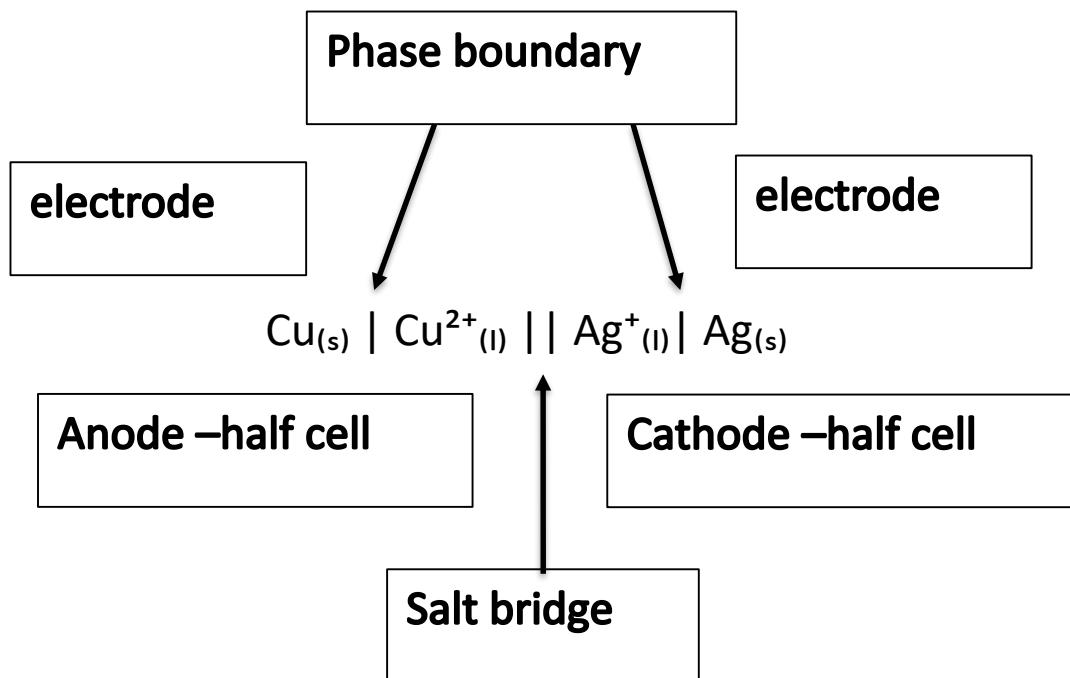 Phase boundary
electrode
electrode
Cu(s) | Cu²⁺(l) || Ag⁺(l)| Ag(s)
Anode –half cell
Cathode –half cell
Salt bridge